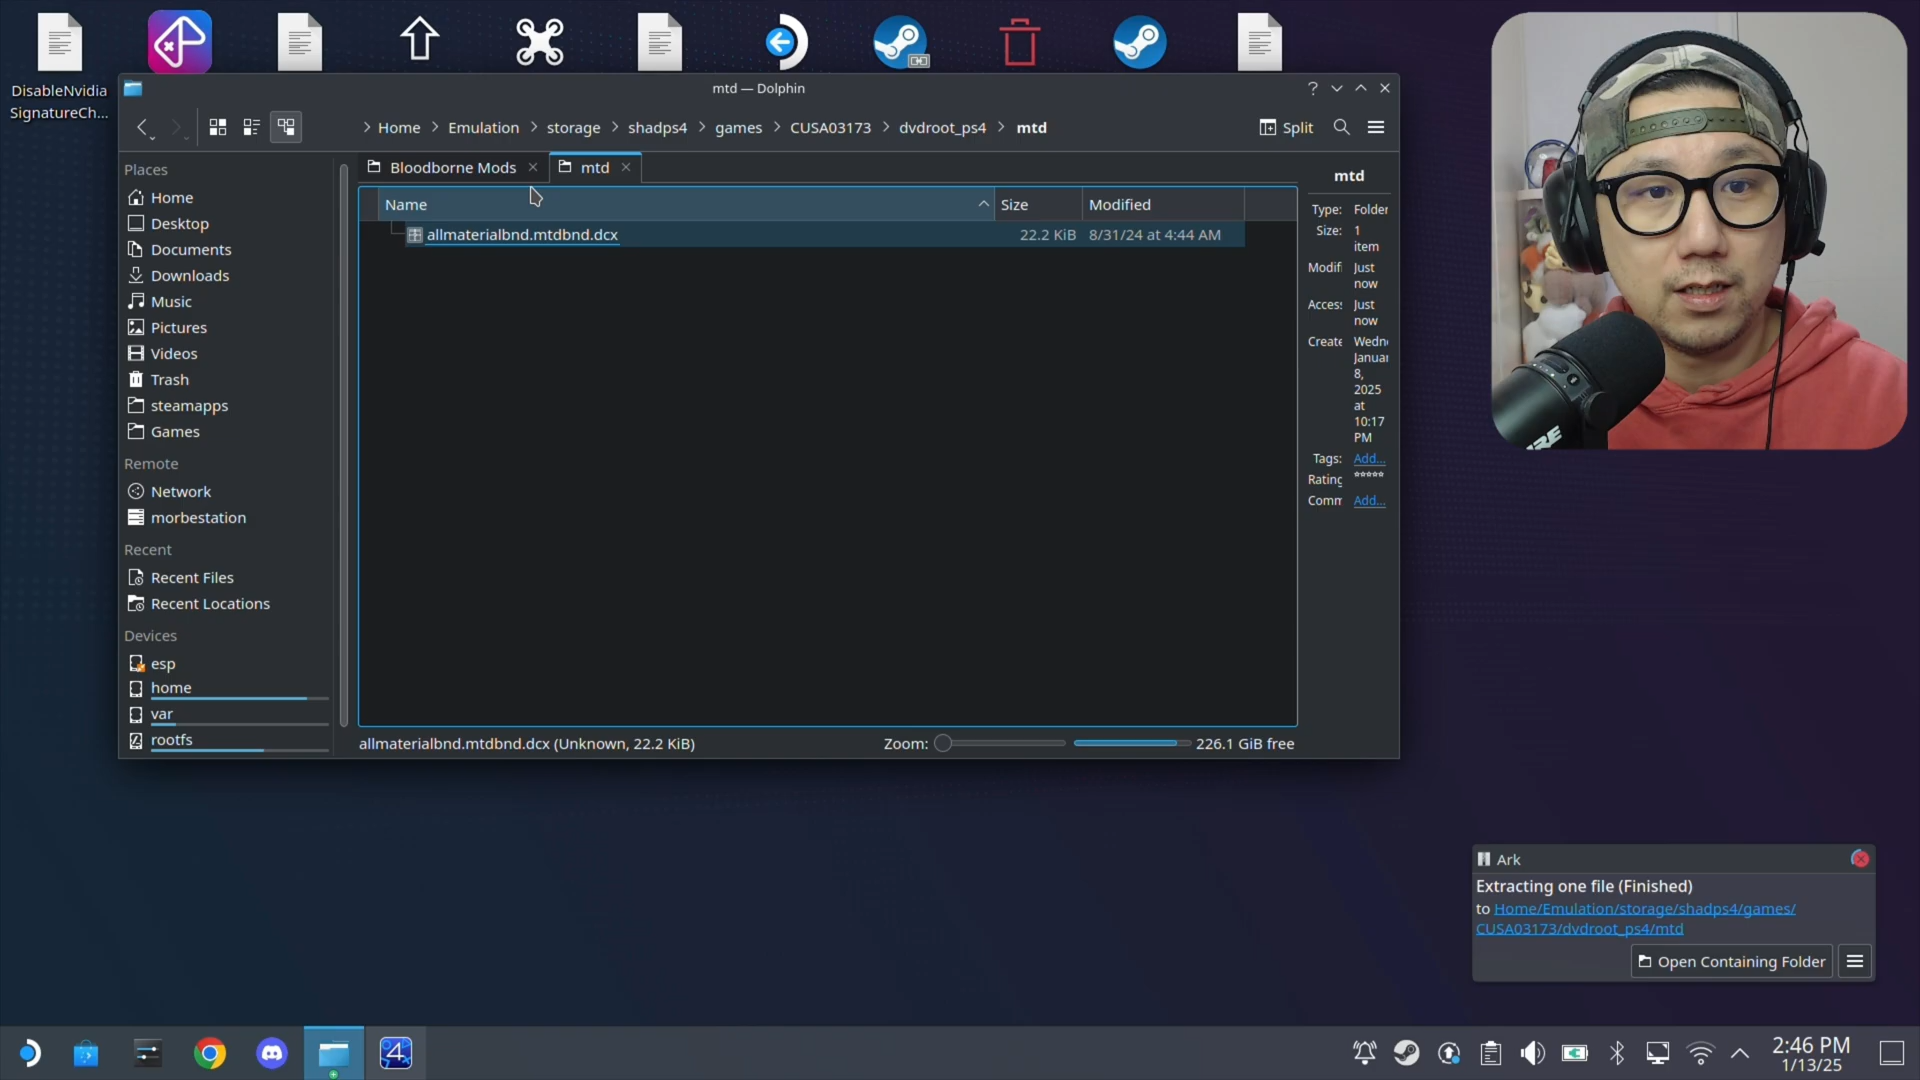 DisableNvidia
SignatureCh...
mtd — Dolphin
Home
Emulation
storage
shadps4
games
CUSA03173
dvdroot_ps4
mtd
Split
Places
Home
Desktop
Documents
Downloads
Music
Pictures
Videos
Trash
steamapps
Games
Remote
Network
morbestation
Recent
Recent Files
Recent Locations
Devices
esp
home
var
rootfs
Bloodborne Mods
mtd
Name
Size
Modified
allmaterialbnd.mtdbnd.dcx
22.2 KiB
8/31/24 at 4:44 AM
mtd
Type: Folder
Size: 1
item
Modifi Just
now
Access: Just
now
Create Wedn
Januar
8,
2025
at
10:17
PM
Tags: Add...
Rating
Comm Add...
allmaterialbnd.mtdbnd.dcx (Unknown, 22.2 KiB)
Zoom:
226.1 GiB free
Ark
Extracting one file (Finished)
to Home/Emulation/storage/shadps4/games/
CUSA03173/dvdroot_ps4/mtd
Open Containing Folder
2:46 PM
1/13/25